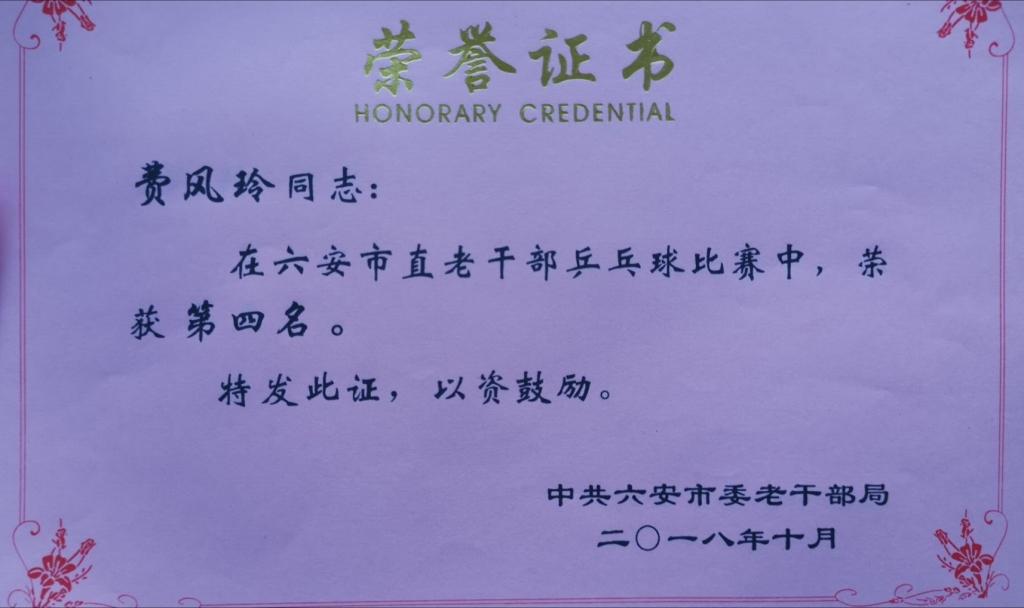 荣誉证书
HONORARY CREDENTIAL
费风玲同志：
在六安市直老干部乒乓球比赛中，荣
获 第四名。
特发此证，以资鼓励。
中共六安市委老干部局
二〇一八年十月